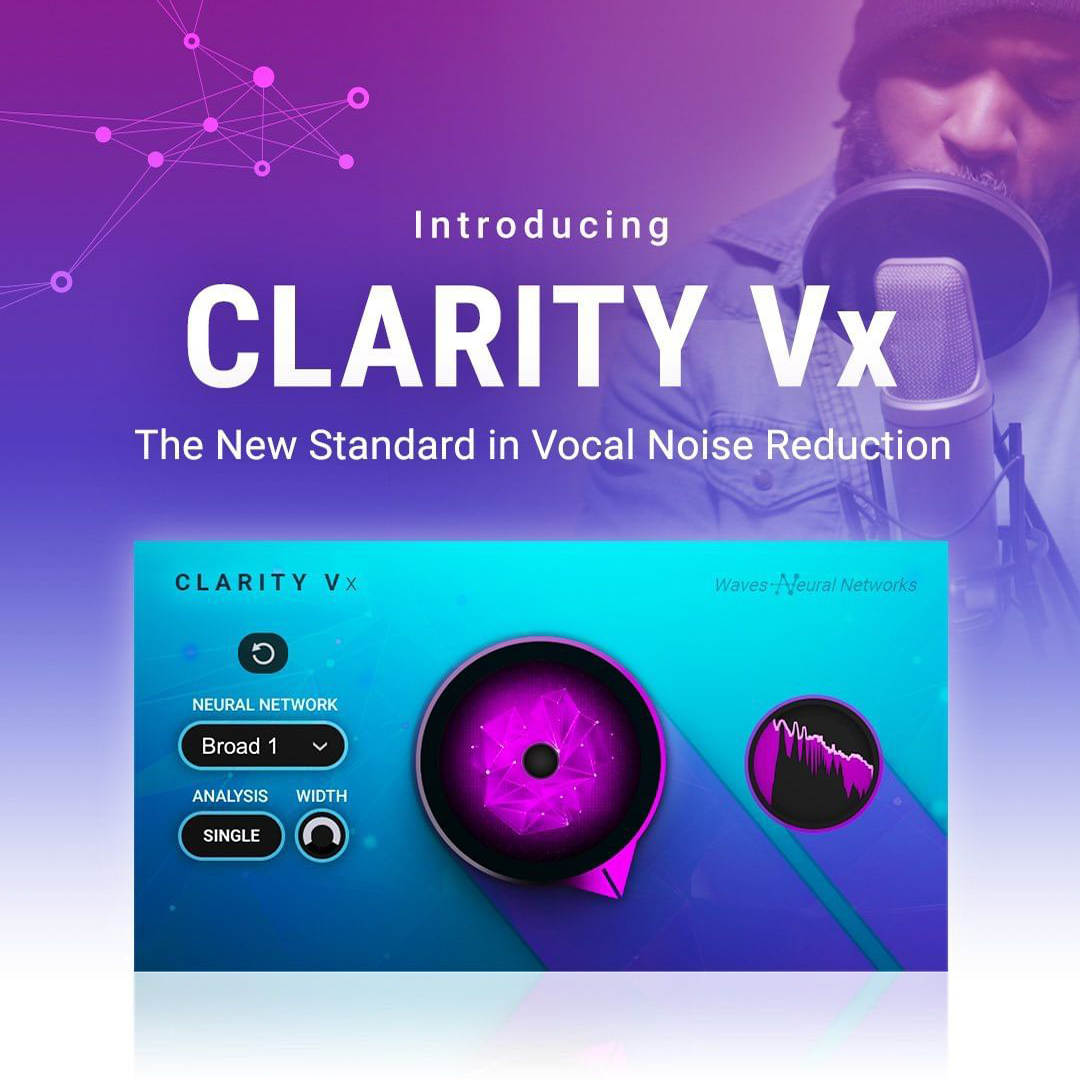 Introducing
CLARITY Vx
The New Standard in Vocal Noise Reduction
CLARITY Vx
Waves Neural Networks
NEURAL NETWORK
Broad 1
ANALYSIS WIDTH
SINGLE